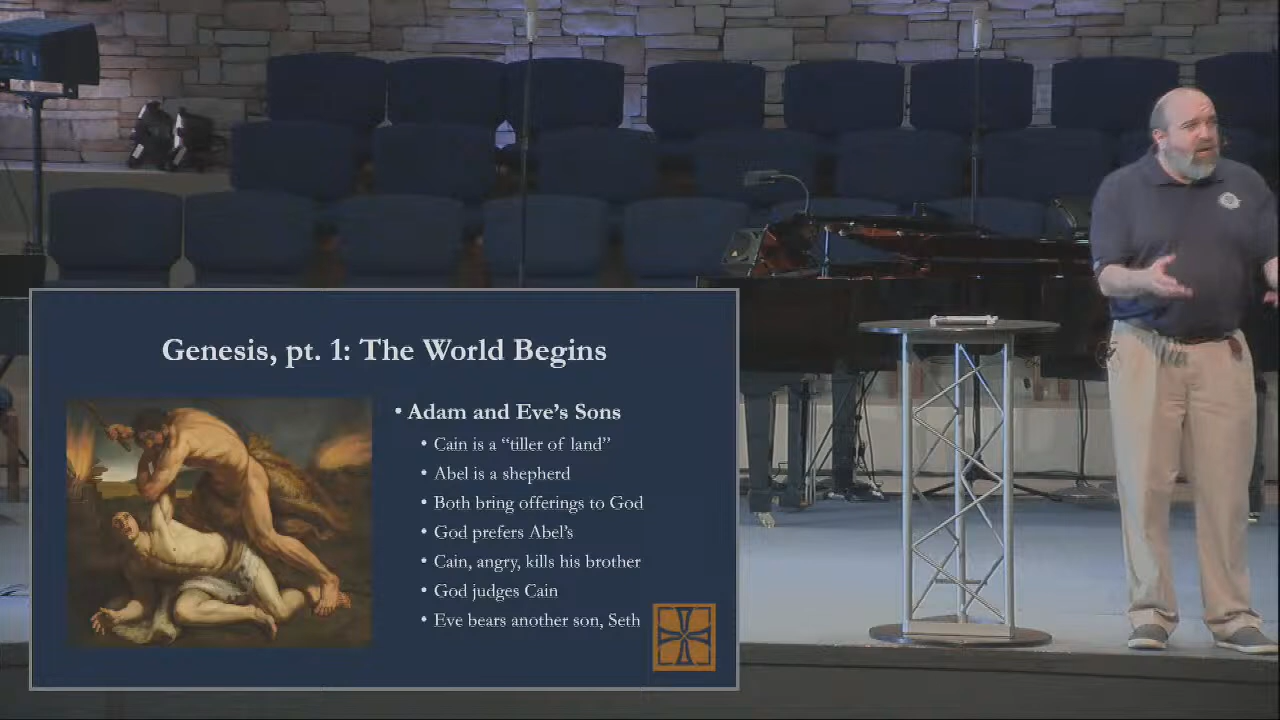 Genesis, pt. 1: The World Begins
• Adam and Eve's Sons
• Cain is a “tiller of land”
• Abel is a shepherd
• Both bring offerings to God
• God prefers Abel's
• Cain, angry, kills his brother
• God judges Cain
• Eve bears another son, Seth